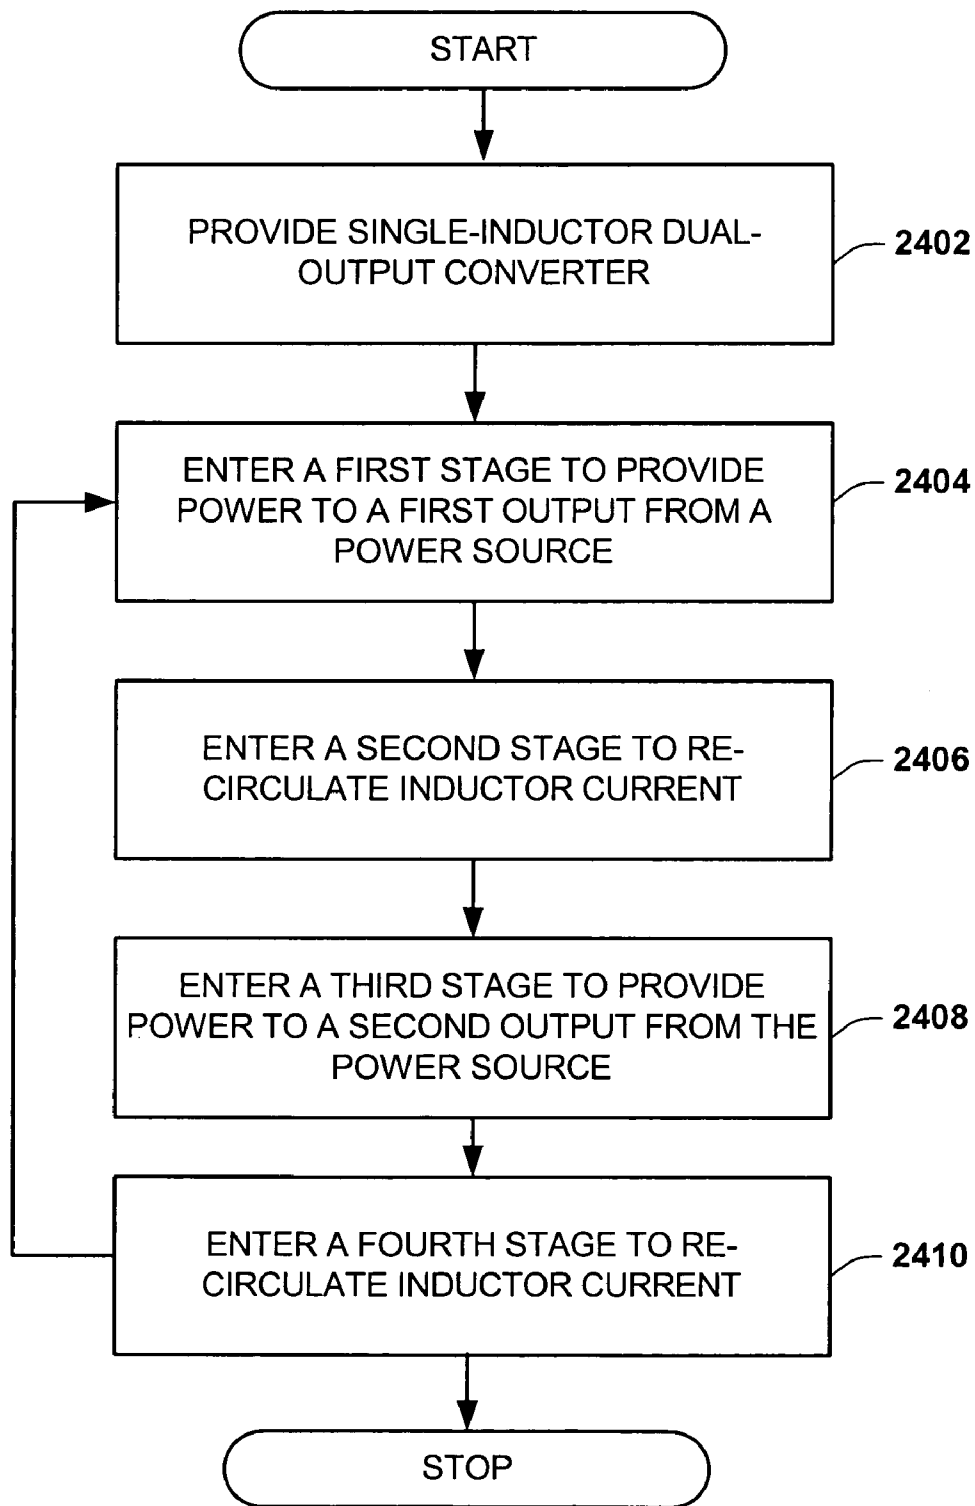 START
PROVIDE SINGLE-INDUCTOR DUAL-
OUTPUT CONVERTER
2402
ENTER A FIRST STAGE TO PROVIDE
POWER TO A FIRST OUTPUT FROM A
POWER SOURCE
2404
ENTER A SECOND STAGE TO RE-
CIRCULATE INDUCTOR CURRENT
2406
ENTER A THIRD STAGE TO PROVIDE
POWER TO A SECOND OUTPUT FROM THE
POWER SOURCE
2408
ENTER A FOURTH STAGE TO RE-
CIRCULATE INDUCTOR CURRENT
2410
STOP